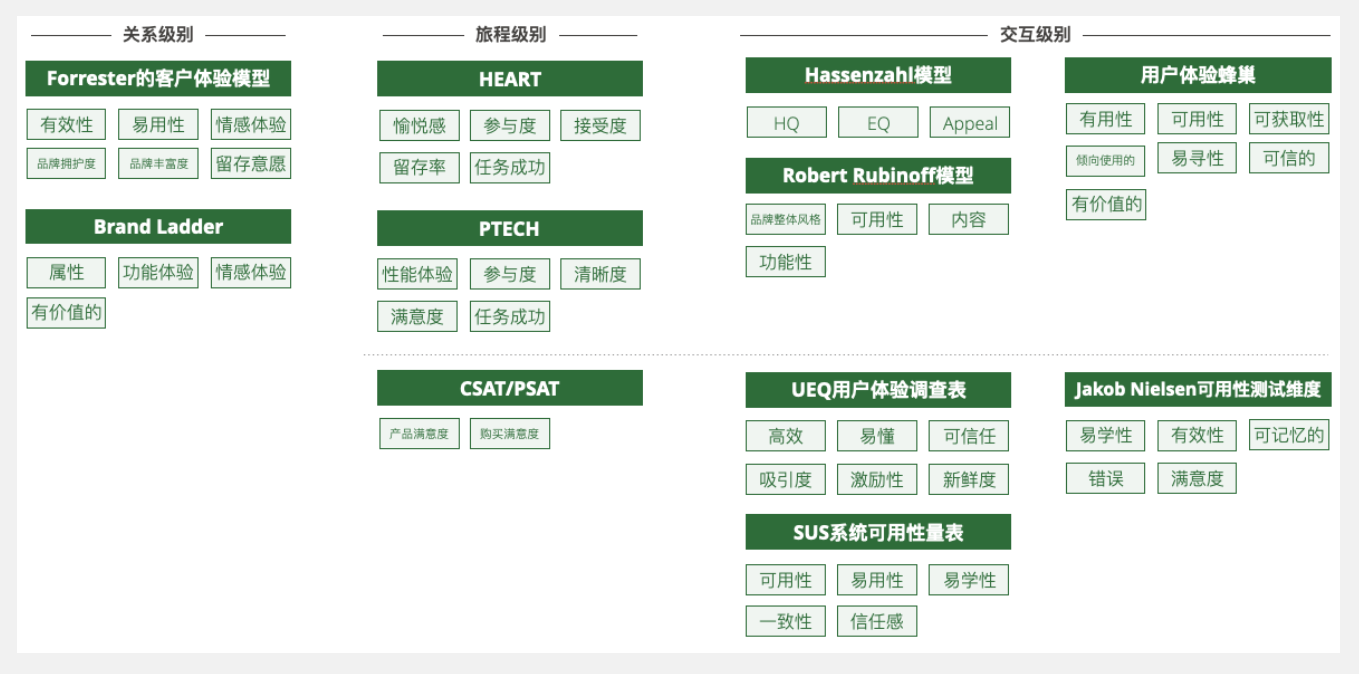 关系级别
Forrester的客户体验模型
有效性 易用性 情感体验
品牌拥护度 品牌丰富度 留存意愿
Brand Ladder
属性 功能体验 情感体验
有价值的
旅程级别
HEART
愉悦感 参与度 接受度
留存率 任务成功
PTECH
性能体验 参与度 清晰度
满意度 任务成功
CSAT/PSAT
产品满意度 购买满意度
交互级别
Hassenzahl模型
HQ EQ Appeal
Robert Rubinoff模型
品牌整体风格 可用性 内容
功能性
用户体验蜂巢
有用性 可用性 可获取性
倾向使用的 易寻性 可信的
有价值的
UEQ用户体验调查表
高效 易懂 可信任
吸引度 激励性 新鲜度
SUS系统可用性量表
可用性 易用性 易学性
一致性 信任感
Jakob Nielsen可用性测试维度
易学性 有效性 可记忆的
错误 满意度